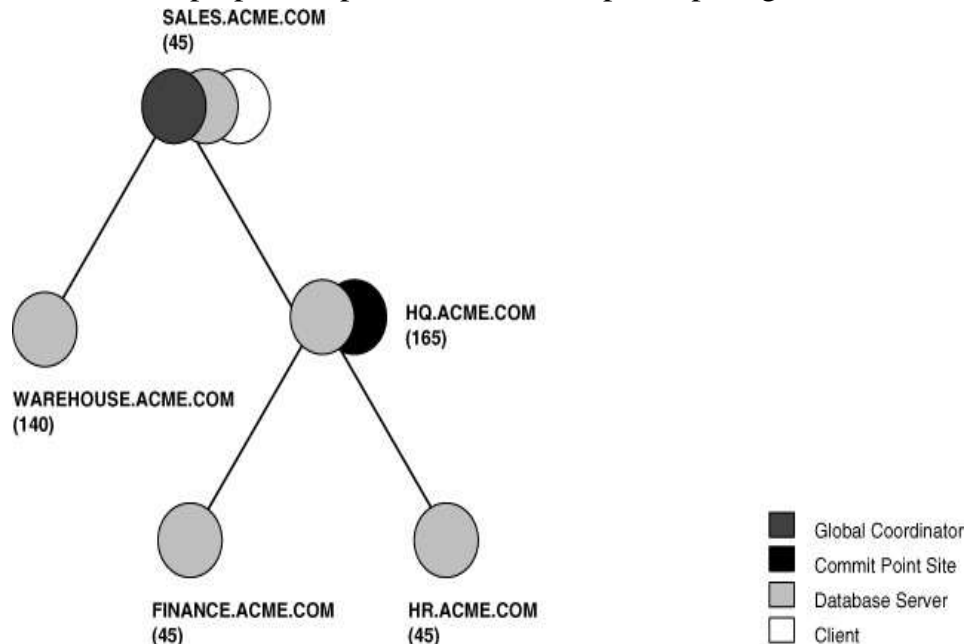 SALES.ACME.COM
(45)
HQ.ACME.COM
(165)
WAREHOUSE.ACME.COM
(140)
FINANCE.ACME.COM
(45)
HR.ACME.COM
(45)
Global Coordinator
Commit Point Site
Database Server
Client